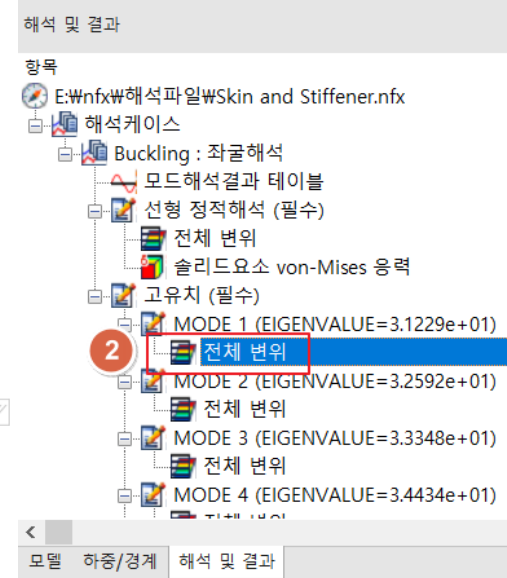 해석 및 결과
항목
E:₩nfx₩해석파일₩Skin and Stiffener.nfx
해석케이스
Buckling : 좌굴해석
모드해석결과 테이블
선형 정적해석 (필수)
전체 변위
솔리드요소 von-Mises 응력
고유치 (필수)
MODE 1 (EIGENVALUE=3.1229e+01)
2 전체 변위
MODE 2 (EIGENVALUE=3.2592e+01)
전체 변위
MODE 3 (EIGENVALUE=3.3348e+01)
전체 변위
MODE 4 (EIGENVALUE=3.4434e+01)
모델 하중/경계 해석 및 결과